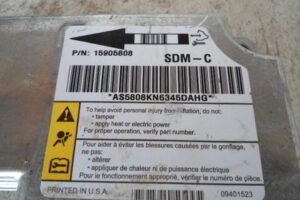 P/N: 15905808
SDM-C
*AS5808KN6346DAHG*
To help avoid personal injury from inflation, do not:
• tamper
• apply heat or electric power
For proper operation, verify part number.
Pour aider à éviter les blessures causées par le gonflage,
ne pas:
• altérer
• appliquer de chaleur ni de puissance électrique
Pour le fonctionnement approprié, vérifier le numéro de pièce.
PRINTED IN U.S.A.
09401523